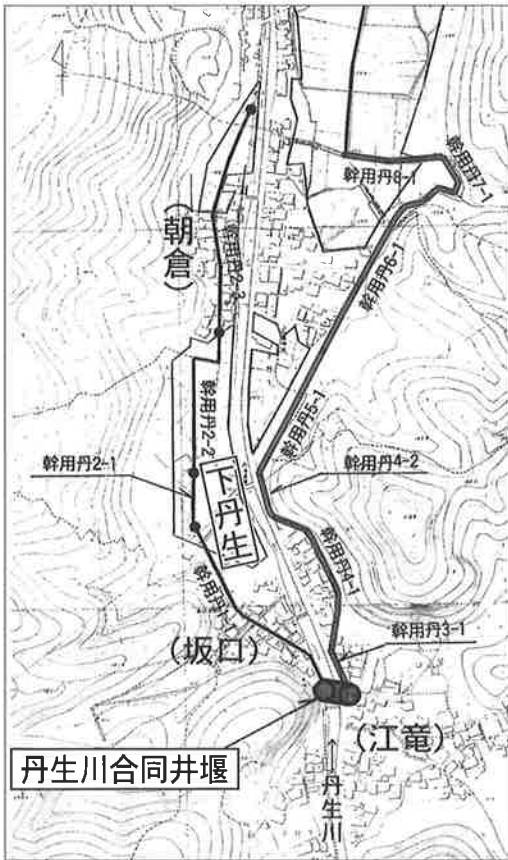 幹用丹7-1
幹用丹8-1
幹用丹6-1
(朝倉)
幹用丹2-3
幹用丹5-1
幹用丹2-2
幹用丹2-1
幹用丹4-2
下丹生
幹用丹4-1
幹用丹1-1
(坂口)
幹用丹3-1
(江竜)
丹生川合同井堰
←丹生川